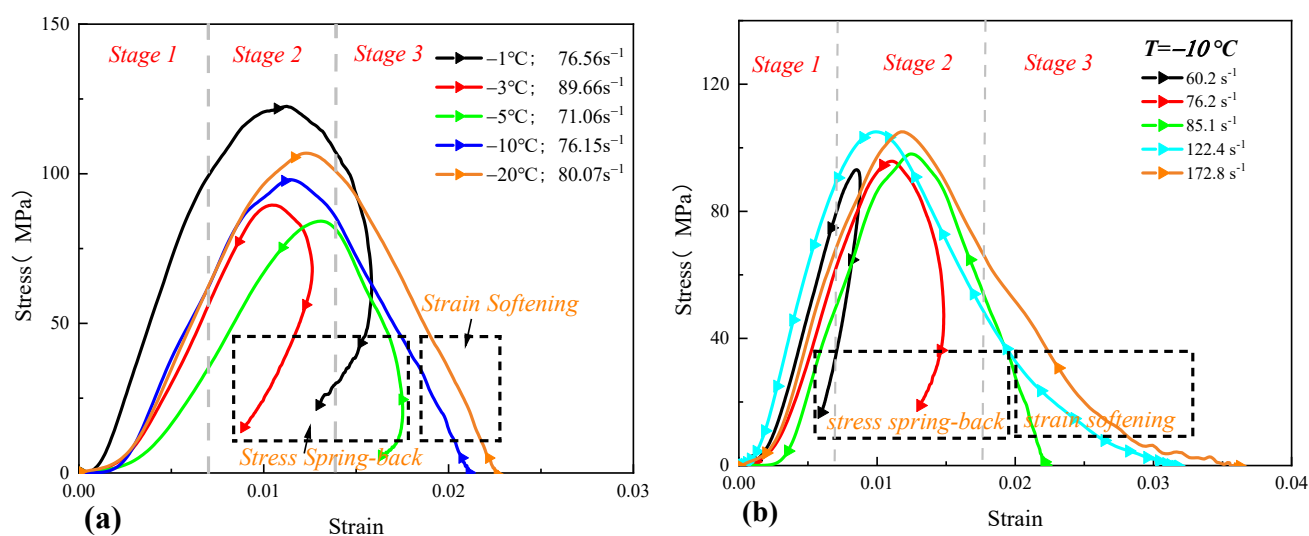 150
100
50
0
Stress( MPa)
Stage 1
Stage 2
Stage 3
−1°C; 76.56s⁻¹
−3°C; 89.66s⁻¹
−5°C; 71.06s⁻¹
−10°C; 76.15s⁻¹
−20°C; 80.07s⁻¹
Strain Softening
Stress Spring-back
0.00
0.01
0.02
0.03
(a)
Strain
120
80
40
0
Stress( MPa)
Stage 1
Stage 2
Stage 3
T=−10°C
60.2 s⁻¹
76.2 s⁻¹
85.1 s⁻¹
122.4 s⁻¹
172.8 s⁻¹
stress spring-back
strain softening
0.00
0.01
0.02
0.03
0.04
(b)
Strain